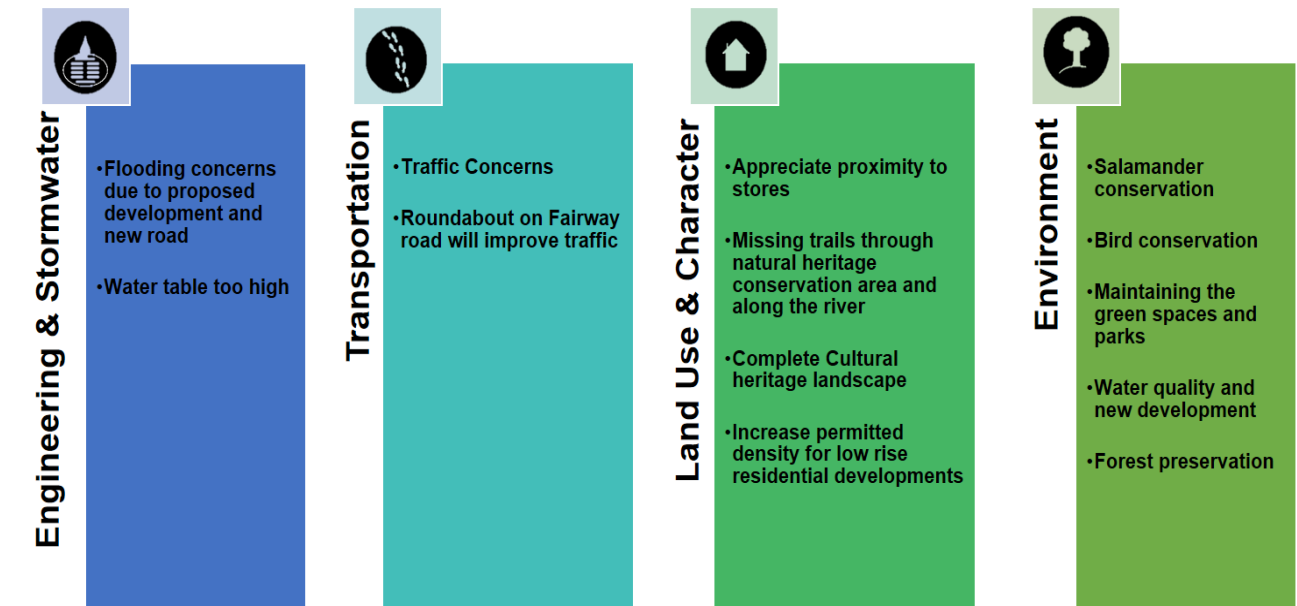 Engineering & Stormwater
•Flooding concerns
due to proposed
development and
new road
•Water table too high
Transportation
•Traffic Concerns
•Roundabout on Fairway
road will improve traffic
Land Use & Character
•Appreciate proximity to
stores
•Missing trails through
natural heritage
conservation area and
along the river
•Complete Cultural
heritage landscape
•Increase permitted
density for low rise
residential developments
Environment
•Salamander
conservation
•Bird conservation
•Maintaining the
green spaces and
parks
•Water quality and
new development
•Forest preservation